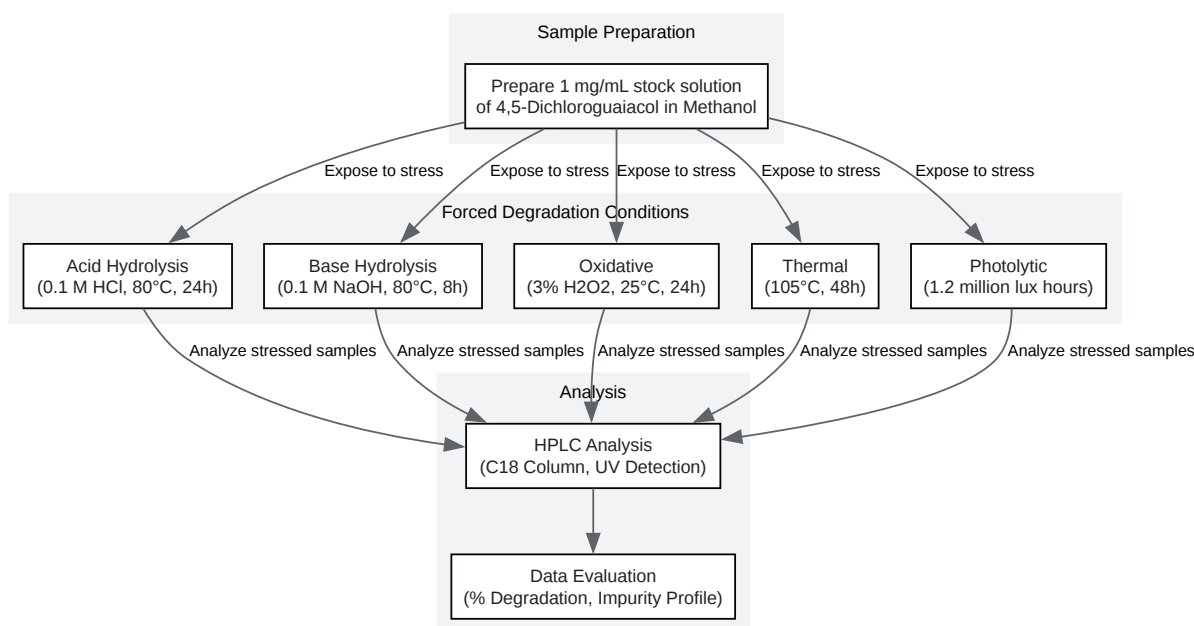 Sample Preparation
Prepare 1 mg/mL stock solution
of 4,5-Dichloroguaiacol in Methanol
Expose to stress
Expose to stress
Expose to stress
Expose to stress
Expose to stress
Forced Degradation Conditions
Acid Hydrolysis
(0.1 M HCl, 80°C, 24h)
Base Hydrolysis
(0.1 M NaOH, 80°C, 8h)
Oxidative
(3% H2O2, 25°C, 24h)
Thermal
(105°C, 48h)
Photolytic
(1.2 million lux hours)
Analyze stressed samples
Analyze stressed samples
Analyze stressed samples
Analyze stressed samples
Analyze stressed samples
Analysis
HPLC Analysis
(C18 Column, UV Detection)
Data Evaluation
(% Degradation, Impurity Profile)